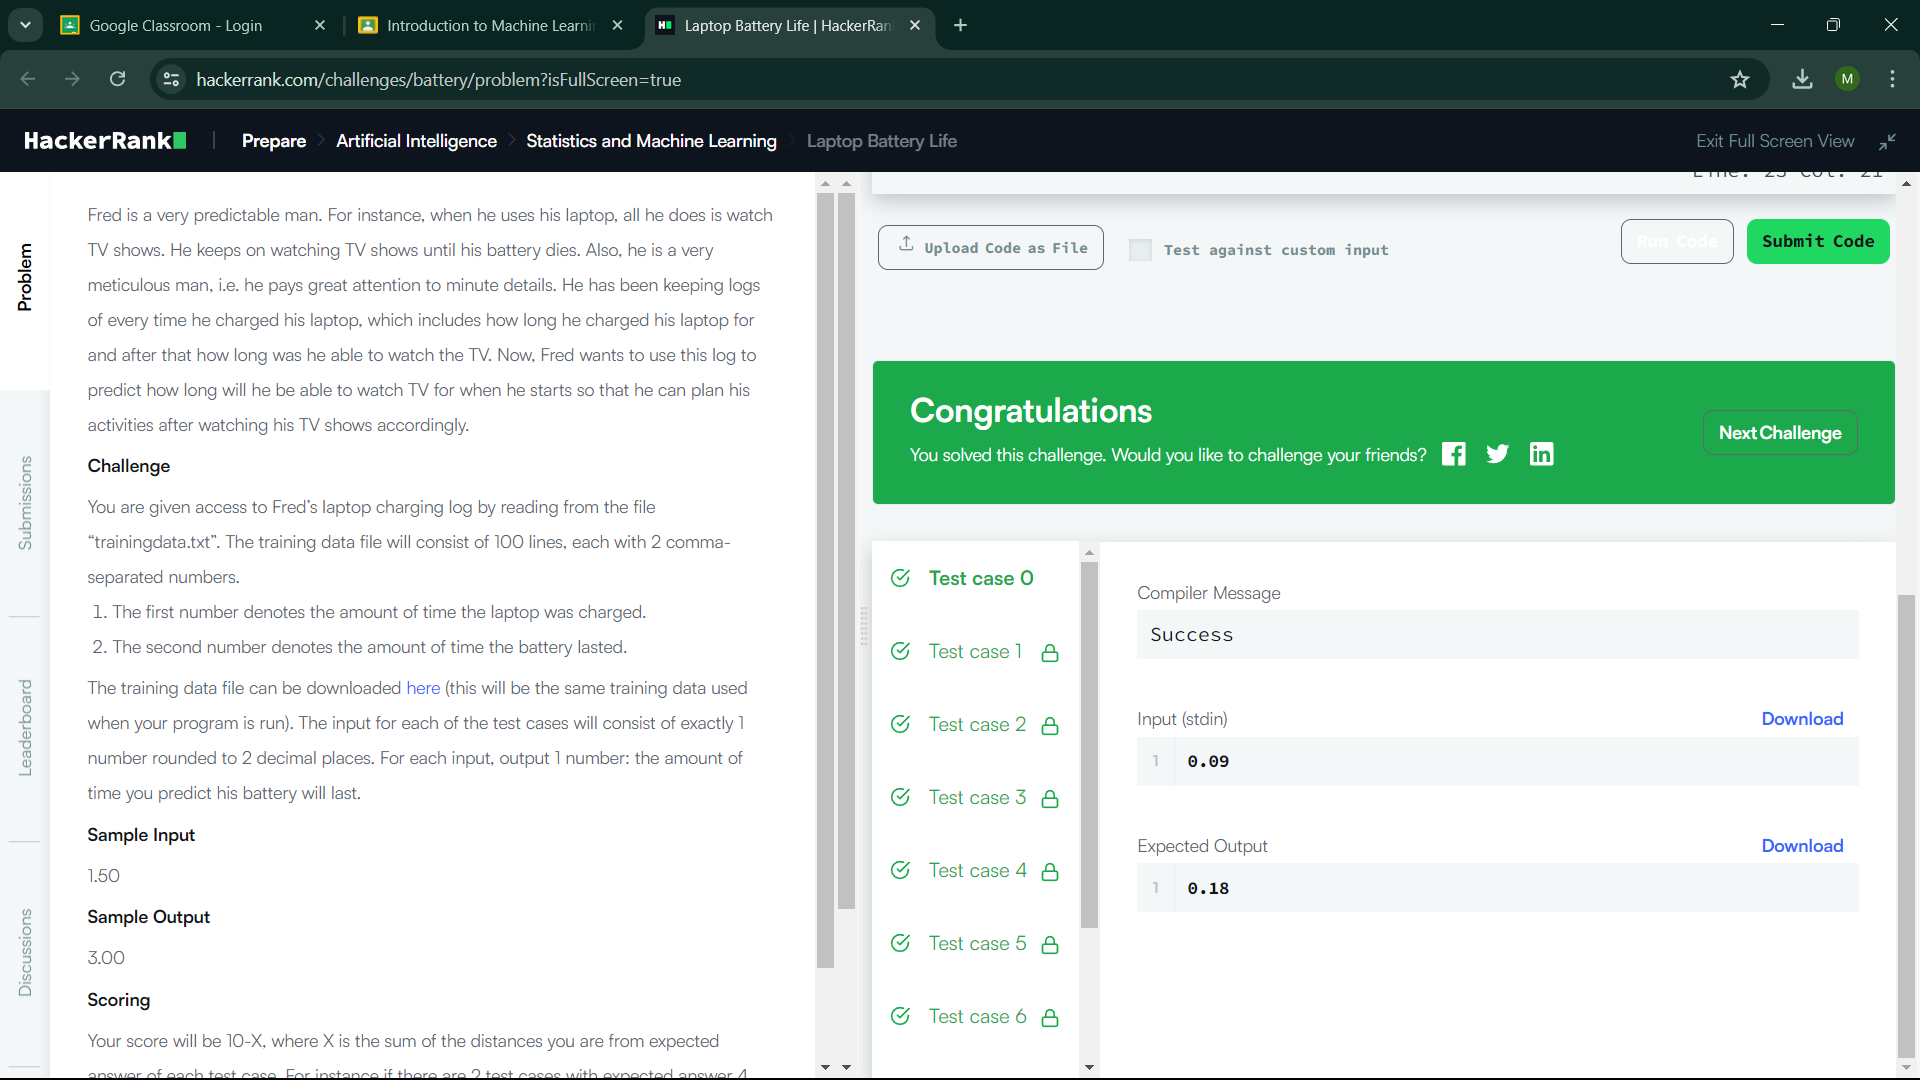 Google Classroom - Login
Introduction to Machine Learni
Laptop Battery Life | HackerRan
hackerrank.com/challenges/battery/problem?isFullScreen=true
M
HackerRank
Prepare
Artificial Intelligence
Statistics and Machine Learning
Laptop Battery Life
Exit Full Screen View
Problem
Submissions
Leaderboard
Discussions
Fred is a very predictable man. For instance, when he uses his laptop, all he does is watch
TV shows. He keeps on watching TV shows until his battery dies. Also, he is a very
meticulous man, i.e. he pays great attention to minute details. He has been keeping logs
of every time he charged his laptop, which includes how long he charged his laptop for
and after that how long was he able to watch the TV. Now, Fred wants to use this log to
predict how long will he be able to watch TV for when he starts so that he can plan his
activities after watching his TV shows accordingly.
Challenge
You are given access to Fred’s laptop charging log by reading from the file
“trainingdata.txt”. The training data file will consist of 100 lines, each with 2 comma-
separated numbers.
1. The first number denotes the amount of time the laptop was charged.
2. The second number denotes the amount of time the battery lasted.
The training data file can be downloaded here (this will be the same training data used
when your program is run). The input for each of the test cases will consist of exactly 1
number rounded to 2 decimal places. For each input, output 1 number: the amount of
time you predict his battery will last.
Sample Input
1.50
Sample Output
3.00
Scoring
Your score will be 10-X, where X is the sum of the distances you are from expected
answer of each test case. For instance if there are 2 test cases with expected answer 4
Line: 23 Col: 21
Upload Code as File
Test against custom input
Run Code
Submit Code
Congratulations
You solved this challenge. Would you like to challenge your friends?
Next Challenge
Test case 0
Test case 1
Test case 2
Test case 3
Test case 4
Test case 5
Test case 6
Compiler Message
Success
Input (stdin)
Download
1
0.09
Expected Output
Download
1
0.18